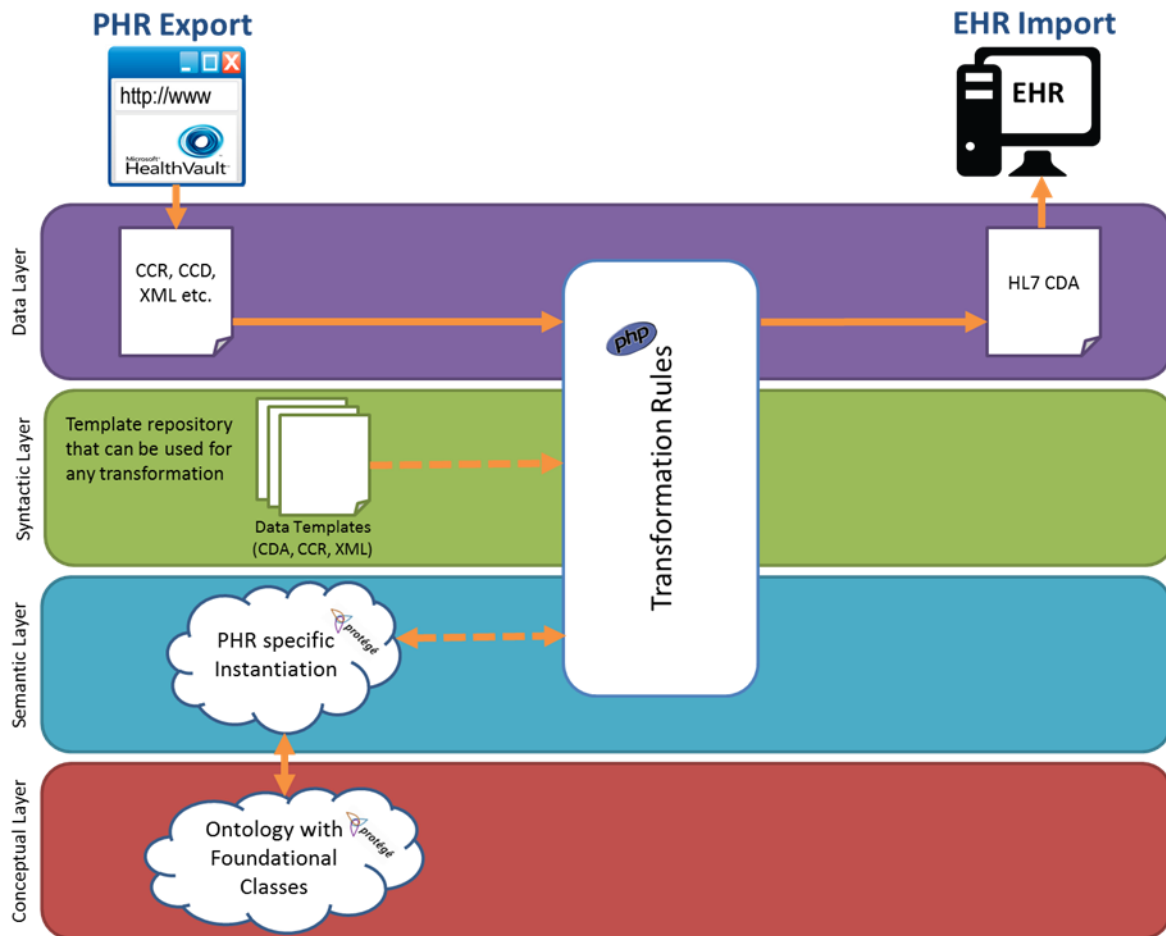 PHR Export
EHR Import
http://www
Microsoft
HealthVault
EHR
Data Layer
CCR, CCD,
XML etc.
HL7 CDA
php
Transformation Rules
Syntactic Layer
Template repository
that can be used for
any transformation
Data Templates
(CDA, CCR, XML)
Semantic Layer
PHR specific
Instantiation
protégé
Conceptual Layer
Ontology with
Foundational
Classes
protégé